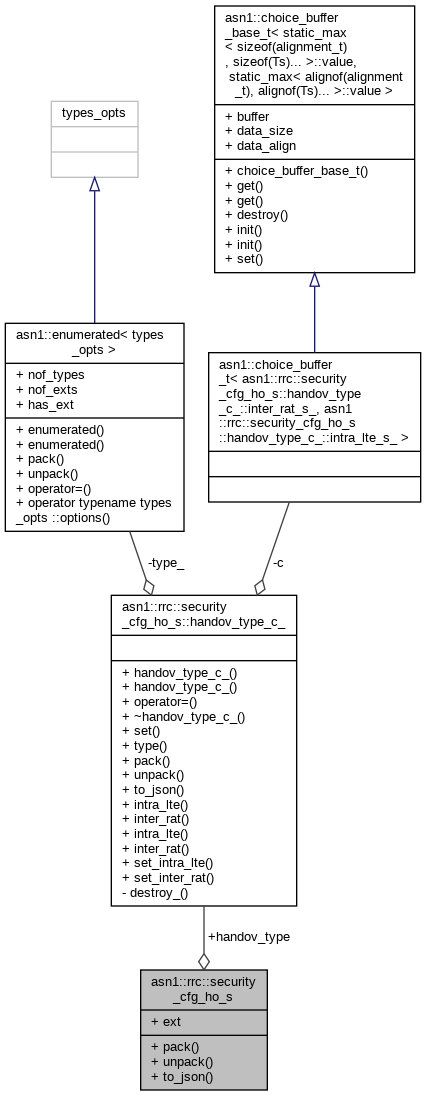 asn1::choice_buffer
_base_t< static_max
< sizeof(alignment_t)
, sizeof(Ts)... >::value,
static_max< alignof(alignment
_t), alignof(Ts)... >::value >
+ buffer
+ data_size
+ data_align
+ choice_buffer_base_t()
+ get()
+ get()
+ destroy()
+ init()
+ init()
+ set()
types_opts
asn1::enumerated< types
_opts >
+ nof_types
+ nof_exts
+ has_ext
+ enumerated()
+ enumerated()
+ pack()
+ unpack()
+ operator=()
+ operator typename types
_opts ::options()
asn1::choice_buffer
_t< asn1::rrc::security
_cfg_ho_s::handov_type
_c_::inter_rat_s_, asn1
::rrc::security_cfg_ho_s
::handov_type_c_::intra_lte_s_ >
-type_
-c
asn1::rrc::security
_cfg_ho_s::handov_type_c_
+ handov_type_c_()
+ handov_type_c_()
+ operator=()
+ ~handov_type_c_()
+ set()
+ type()
+ pack()
+ unpack()
+ to_json()
+ intra_lte()
+ inter_rat()
+ intra_lte()
+ inter_rat()
+ set_intra_lte()
+ set_inter_rat()
- destroy_()
+handov_type
asn1::rrc::security
_cfg_ho_s
+ ext
+ pack()
+ unpack()
+ to_json()